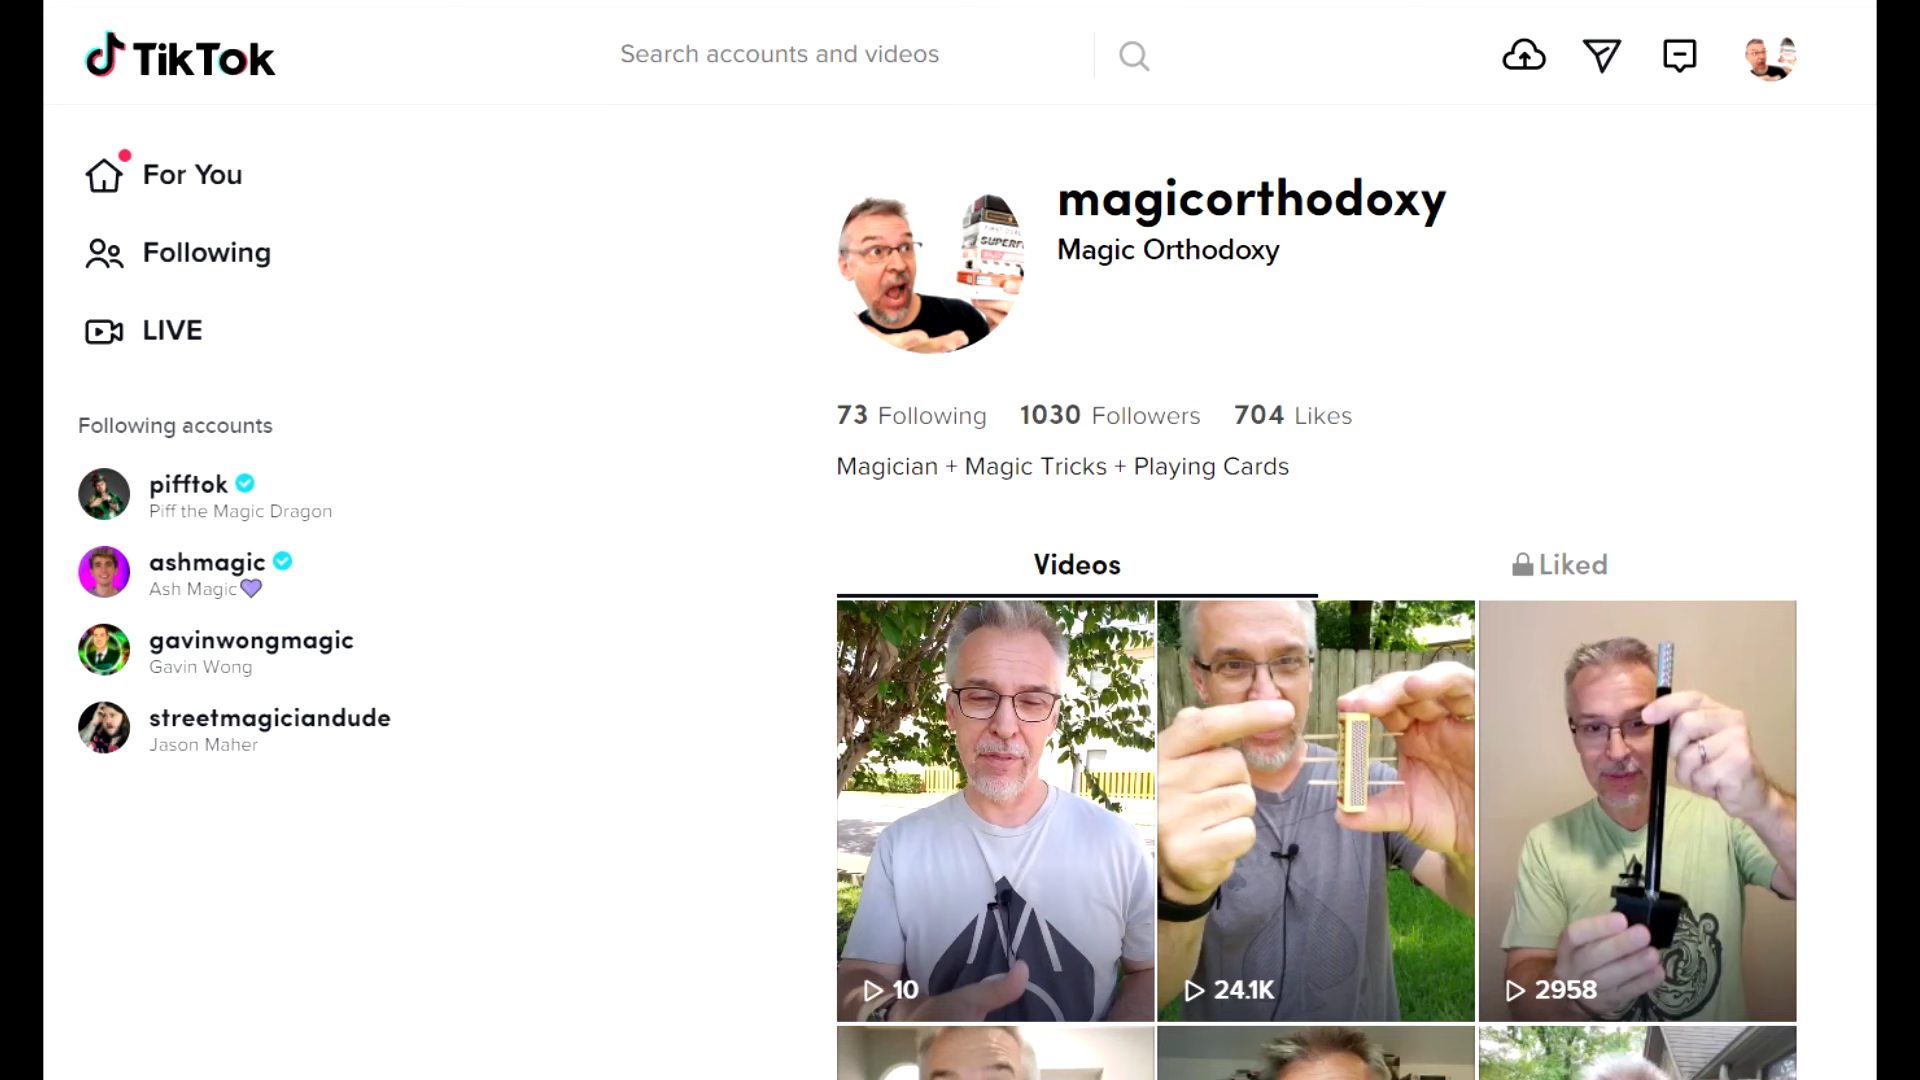 TikTok
Search accounts and videos
For You
Following
LIVE
Following accounts
pifftok
Piff the Magic Dragon
ashmagic
Ash Magic💜
gavinwongmagic
Gavin Wong
streetmagiciandude
Jason Maher
magicorthodoxy
Magic Orthodoxy
SUPERF
73 Following 1030 Followers 704 Likes
Magician + Magic Tricks + Playing Cards
Videos
Liked
10
24.1K
2958